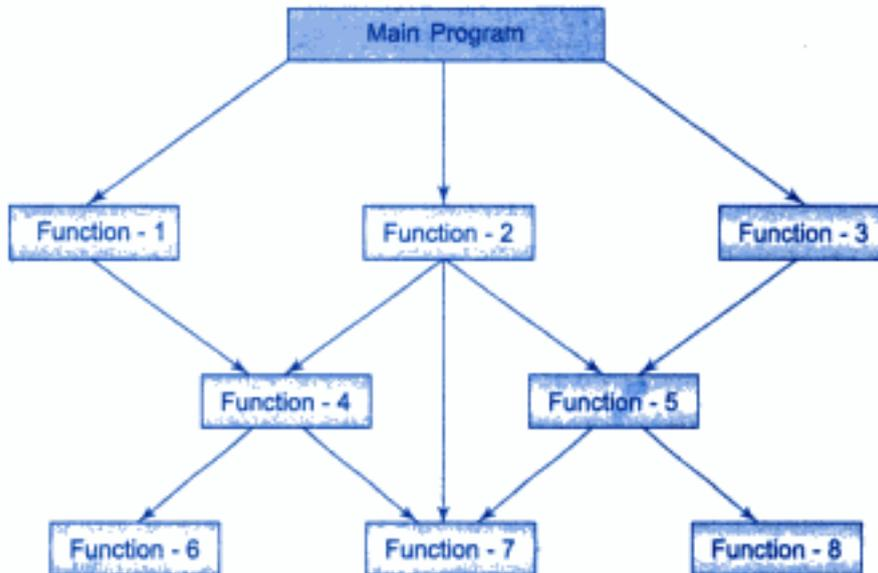 Main Program
Function - 1
Function - 2
Function - 3
Function - 4
Function - 5
Function - 6
Function - 7
Function - 8